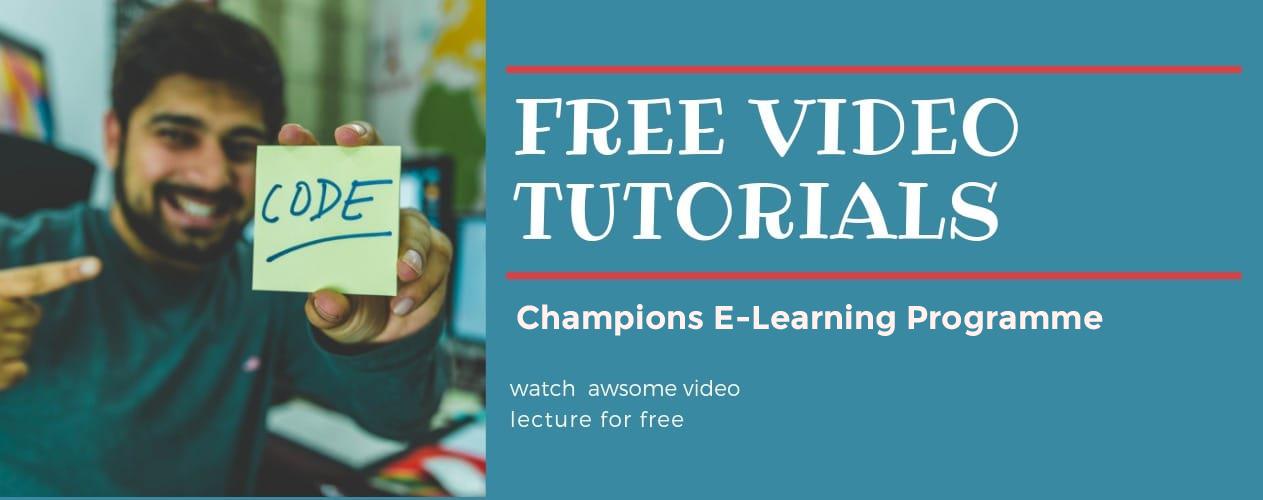 CODE
FREE VIDEO
TUTORIALS
Champions E-Learning Programme
watch awsome video
lecture for free